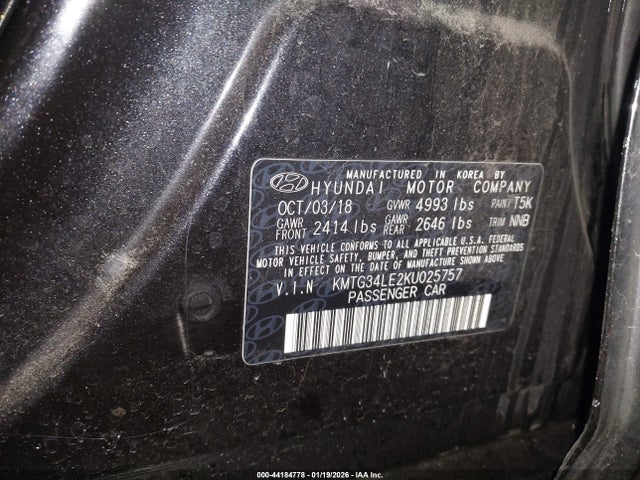 MANUFACTURED IN KOREA BY
HYUNDAI MOTOR COMPANY
OCT/03/18 GVWR 4993 lbs PAINT T5K
GAWR FRONT 2414 lbs GAWR REAR 2646 lbs TRIM NNB
THIS VEHICLE CONFORMS TO ALL APPLICABLE U.S.A. FEDERAL
MOTOR VEHICLE SAFETY, BUMPER, AND THEFT PREVENTION STANDARDS
IN EFFECT ON THE DATE OF MANUFACTURE SHOWN ABOVE.
V.I.N KMTG34LE2KU025757
PASSENGER CAR
000-44184778 - 01/19/2026 - IAA Inc.